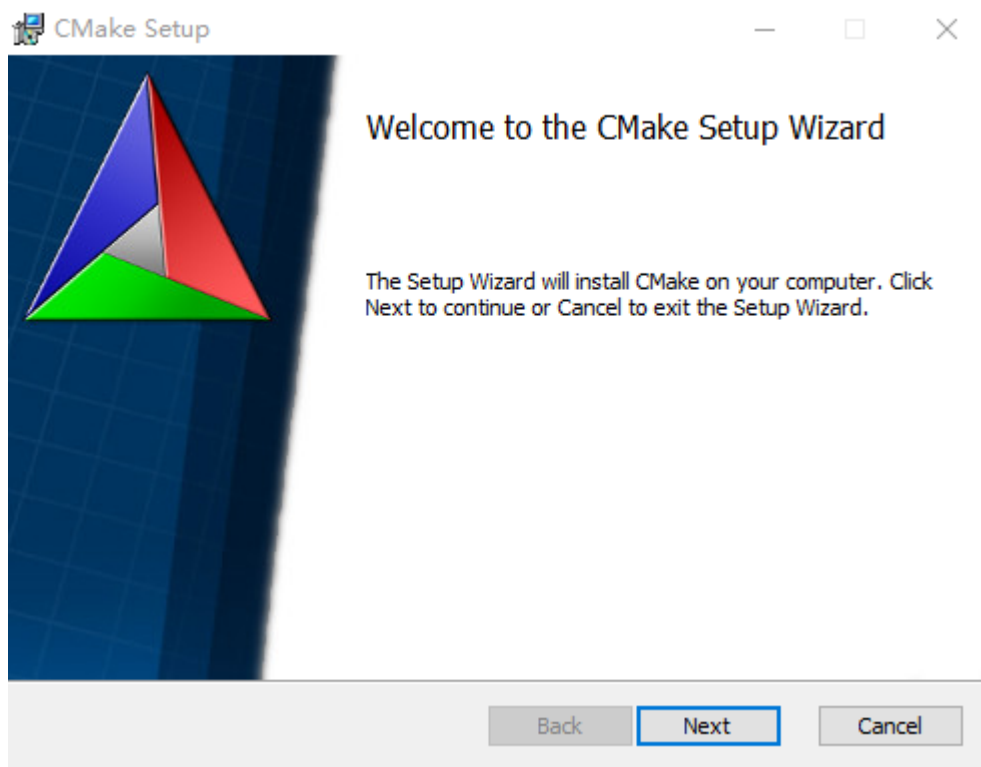 CMake Setup
Welcome to the CMake Setup Wizard
The Setup Wizard will install CMake on your computer. Click
Next to continue or Cancel to exit the Setup Wizard.
Back Next Cancel